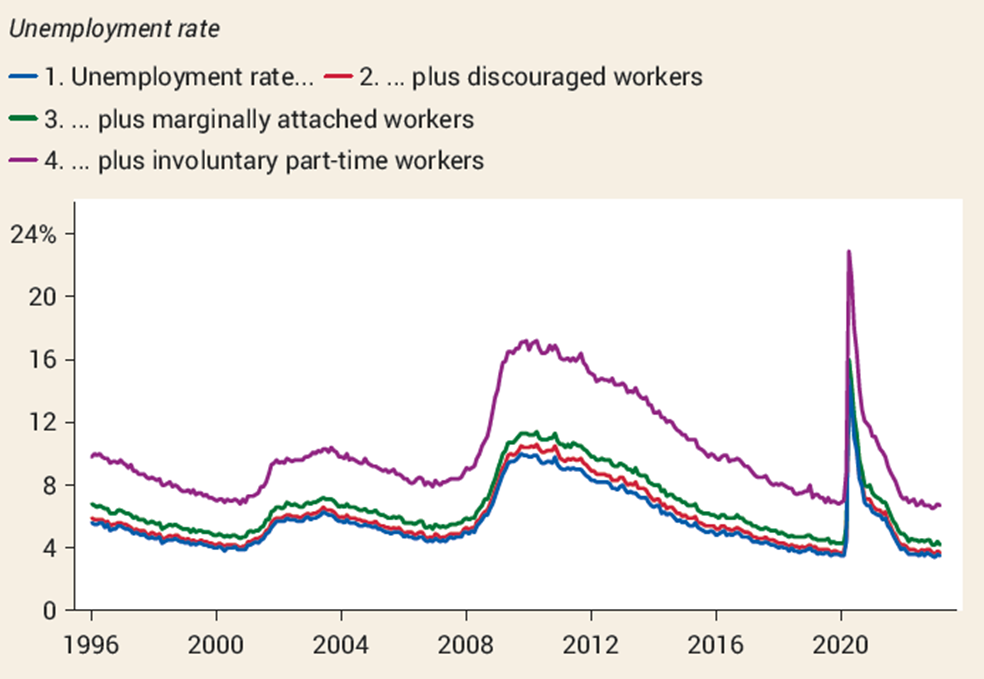 Unemployment rate
1. Unemployment rate... 2. ... plus discouraged workers
3. ... plus marginally attached workers
4. ... plus involuntary part-time workers
24%
20
16
12
8
4
0
1996 2000 2004 2008 2012 2016 2020